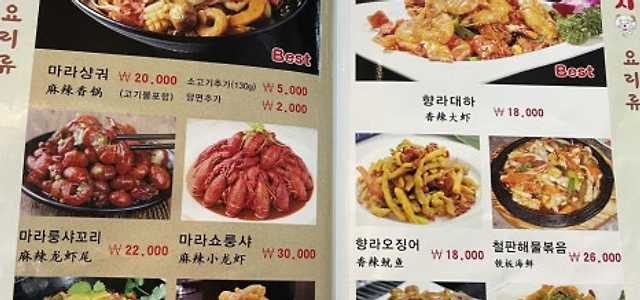 Best
마라샹궈 ₩ 20,000
麻辣香锅 (고기불포함)
소고기추가(130g) ₩ 5,000
당면추가 ₩ 2,000
마라룽샤꼬리 ₩ 22,000
麻辣龙虾尾
마라쇼룽샤 ₩ 30,000
麻辣小龙虾
Best
향라대하 ₩ 18,000
香辣大虾
향라오징어 ₩ 18,000
香辣鱿鱼
철판해물볶음 ₩ 26,000
铁板海鲜
요리류
요리류